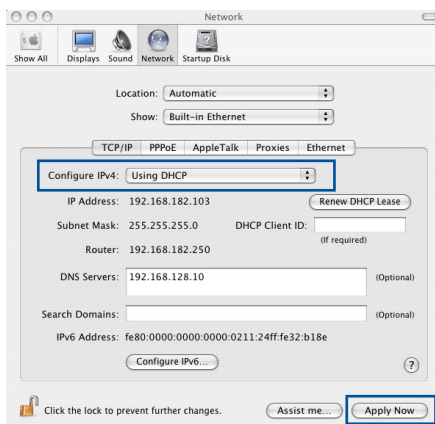 Network
Show All Displays Sound Network Startup Disk
Location: Automatic
Show: Built-in Ethernet
TCP/IP PPPoE AppleTalk Proxies Ethernet
Configure IPv4: Using DHCP
IP Address: 192.168.182.103 Renew DHCP Lease
Subnet Mask: 255.255.255.0 DHCP Client ID:
(If required)
Router: 192.168.182.250
DNS Servers: 192.168.128.10 (Optional)
Search Domains: (Optional)
IPv6 Address: fe80:0000:0000:0000:0211:24ff:fe32:b18e
Configure IPv6... ?
Click the lock to prevent further changes. Assist me... Apply Now